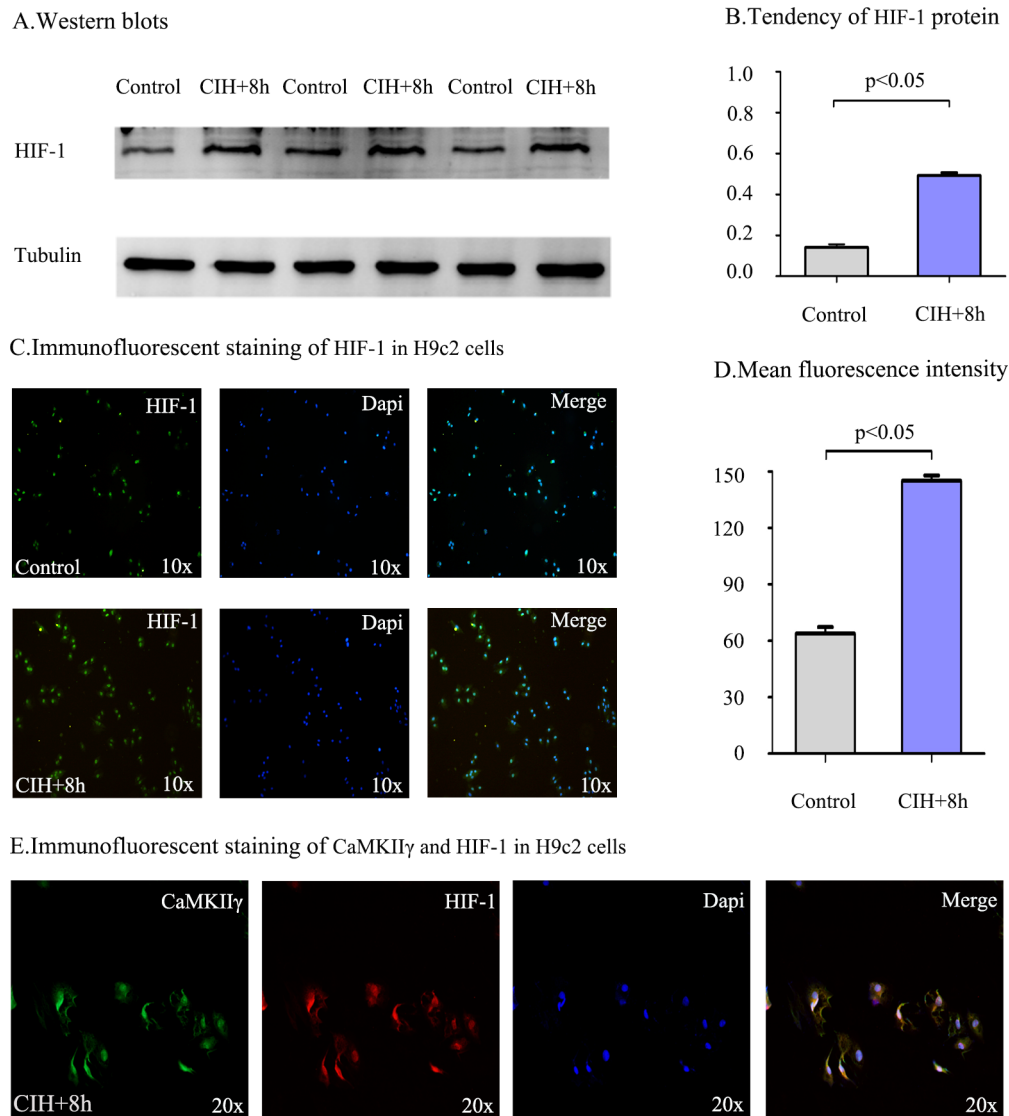 A.Western blots
Control CIH+8h Control CIH+8h Control CIH+8h
HIF-1
Tubulin
B.Tendency of HIF-1 protein
1.0
p<0.05
0.8
0.6
0.4
0.2
0.0
Control CIH+8h
C.Immunofluorescent staining of HIF-1 in H9c2 cells
HIF-1 Dapi Merge
Control 10x 10x 10x
HIF-1 Dapi Merge
CIH+8h 10x 10x 10x
D.Mean fluorescence intensity
p<0.05
150
120
90
60
30
0
Control CIH+8h
E.Immunofluorescent staining of CaMKIIγ and HIF-1 in H9c2 cells
CaMKIIγ HIF-1 Dapi Merge
CIH+8h 20x 20x 20x 20x